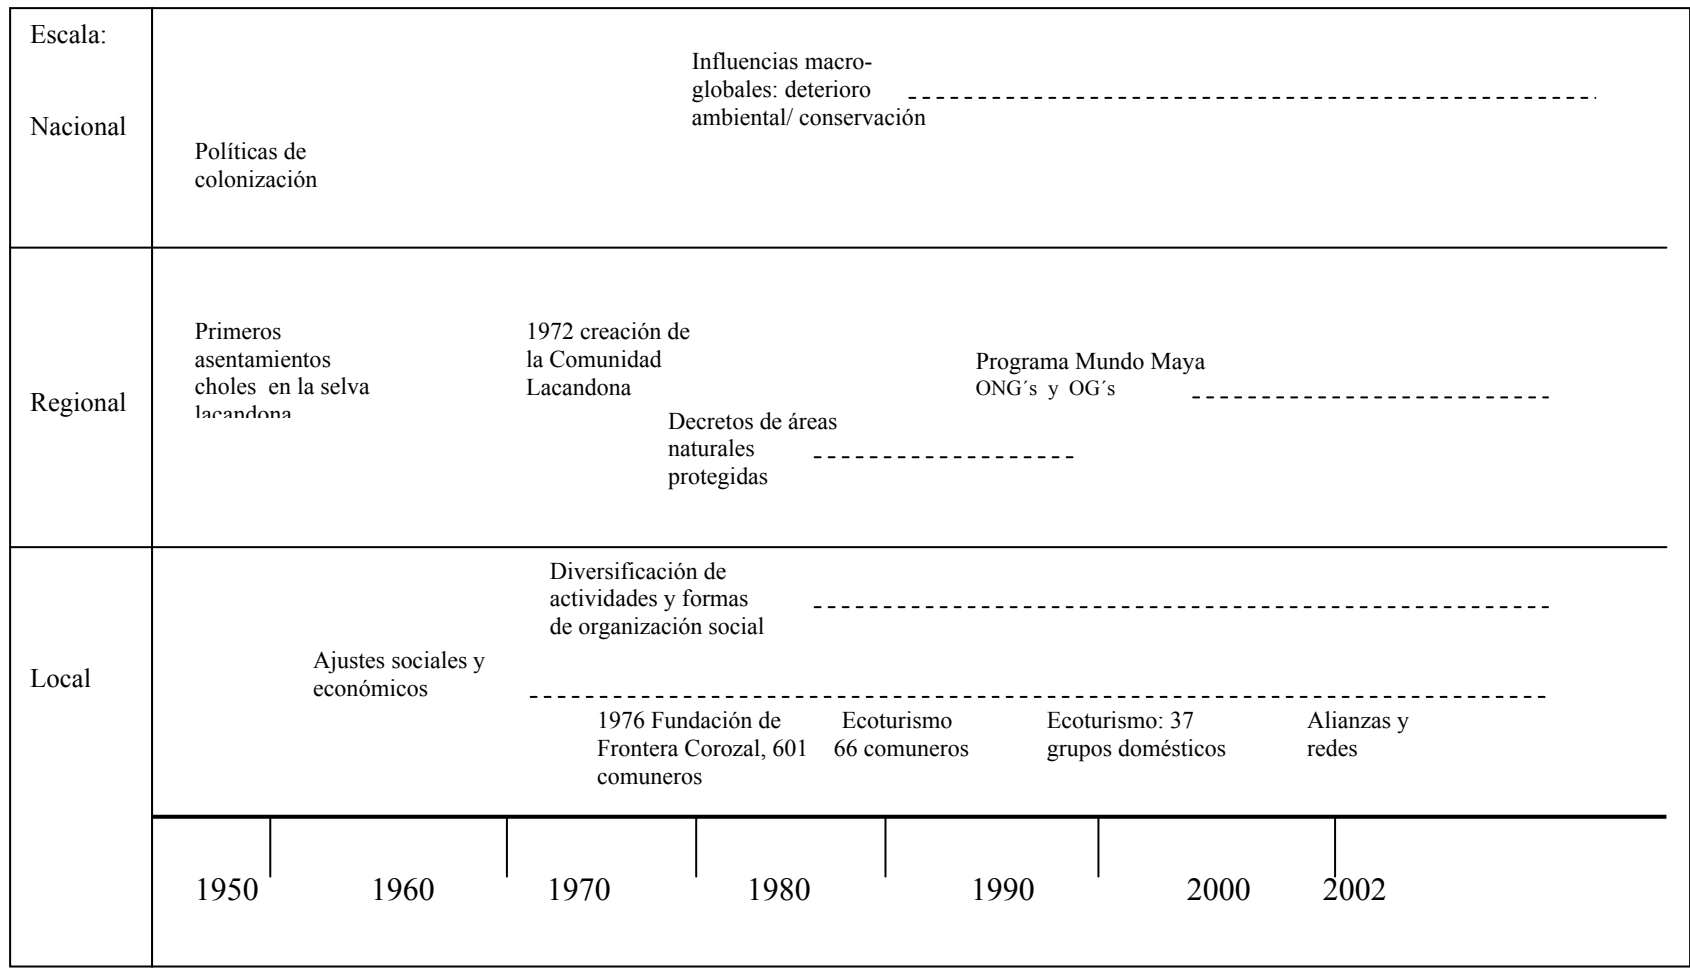 Escala:
Nacional
Influencias macro-
globales: deterioro
ambiental/ conservación
Políticas de
colonización
Regional
Primeros
asentamientos
choles en la selva
lacandona
1972 creación de
la Comunidad
Lacandona
Decretos de áreas
naturales
protegidas
Programa Mundo Maya
ONG´s y OG´s
Local
Diversificación de
actividades y formas
de organización social
Ajustes sociales y
económicos
1976 Fundación de
Frontera Corozal, 601
comuneros
Ecoturismo
66 comuneros
Ecoturismo: 37
grupos domésticos
Alianzas y
redes
1950 1960 1970 1980 1990 2000 2002